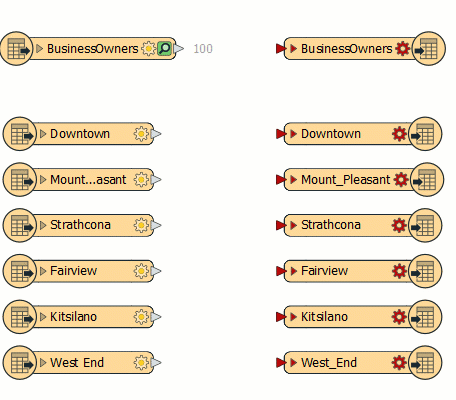 BusinessOwners 100 BusinessOwners
Downtown Downtown
Mount...asant Mount_Pleasant
Strathcona Strathcona
Fairview Fairview
Kitsilano Kitsilano
West End West_End